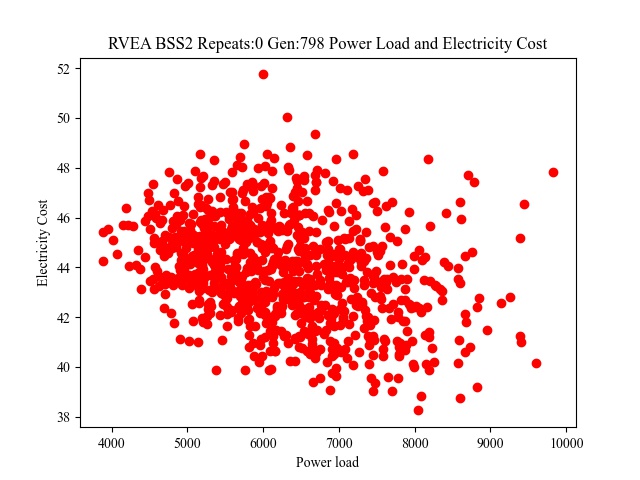 RVEA BSS2 Repeats:0 Gen:798 Power Load and Electricity Cost
52
50
48
46
44
42
40
38
Electricity Cost
4000 5000 6000 7000 8000 9000 10000
Power load